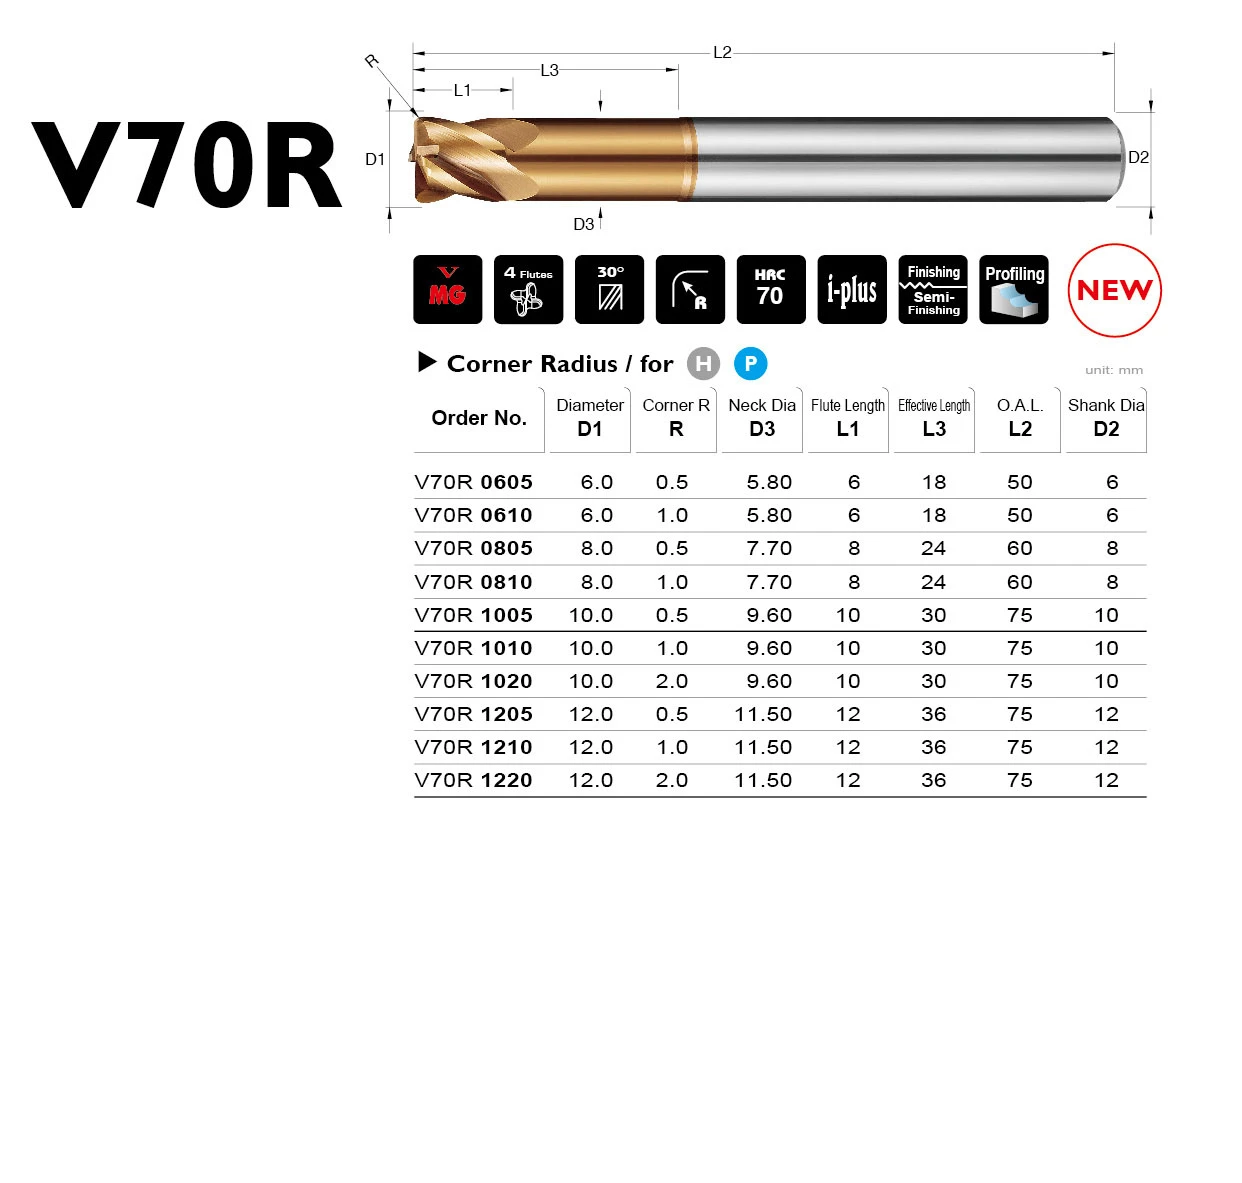 V70R
L2
L3
L1
R
D1
D2
D3
V MG
4 Flutes
30°
R
HRC 70
i-plus
Finishing
Semi-Finishing
Profiling
NEW
Corner Radius / for H P
unit: mm
Order No. Diameter D1 Corner R R Neck Dia D3 Flute Length L1 Effective Length L3 O.A.L. L2 Shank Dia D2
V70R 0605 6.0 0.5 5.80 6 18 50 6
V70R 0610 6.0 1.0 5.80 6 18 50 6
V70R 0805 8.0 0.5 7.70 8 24 60 8
V70R 0810 8.0 1.0 7.70 8 24 60 8
V70R 1005 10.0 0.5 9.60 10 30 75 10
V70R 1010 10.0 1.0 9.60 10 30 75 10
V70R 1020 10.0 2.0 9.60 10 30 75 10
V70R 1205 12.0 0.5 11.50 12 36 75 12
V70R 1210 12.0 1.0 11.50 12 36 75 12
V70R 1220 12.0 2.0 11.50 12 36 75 12